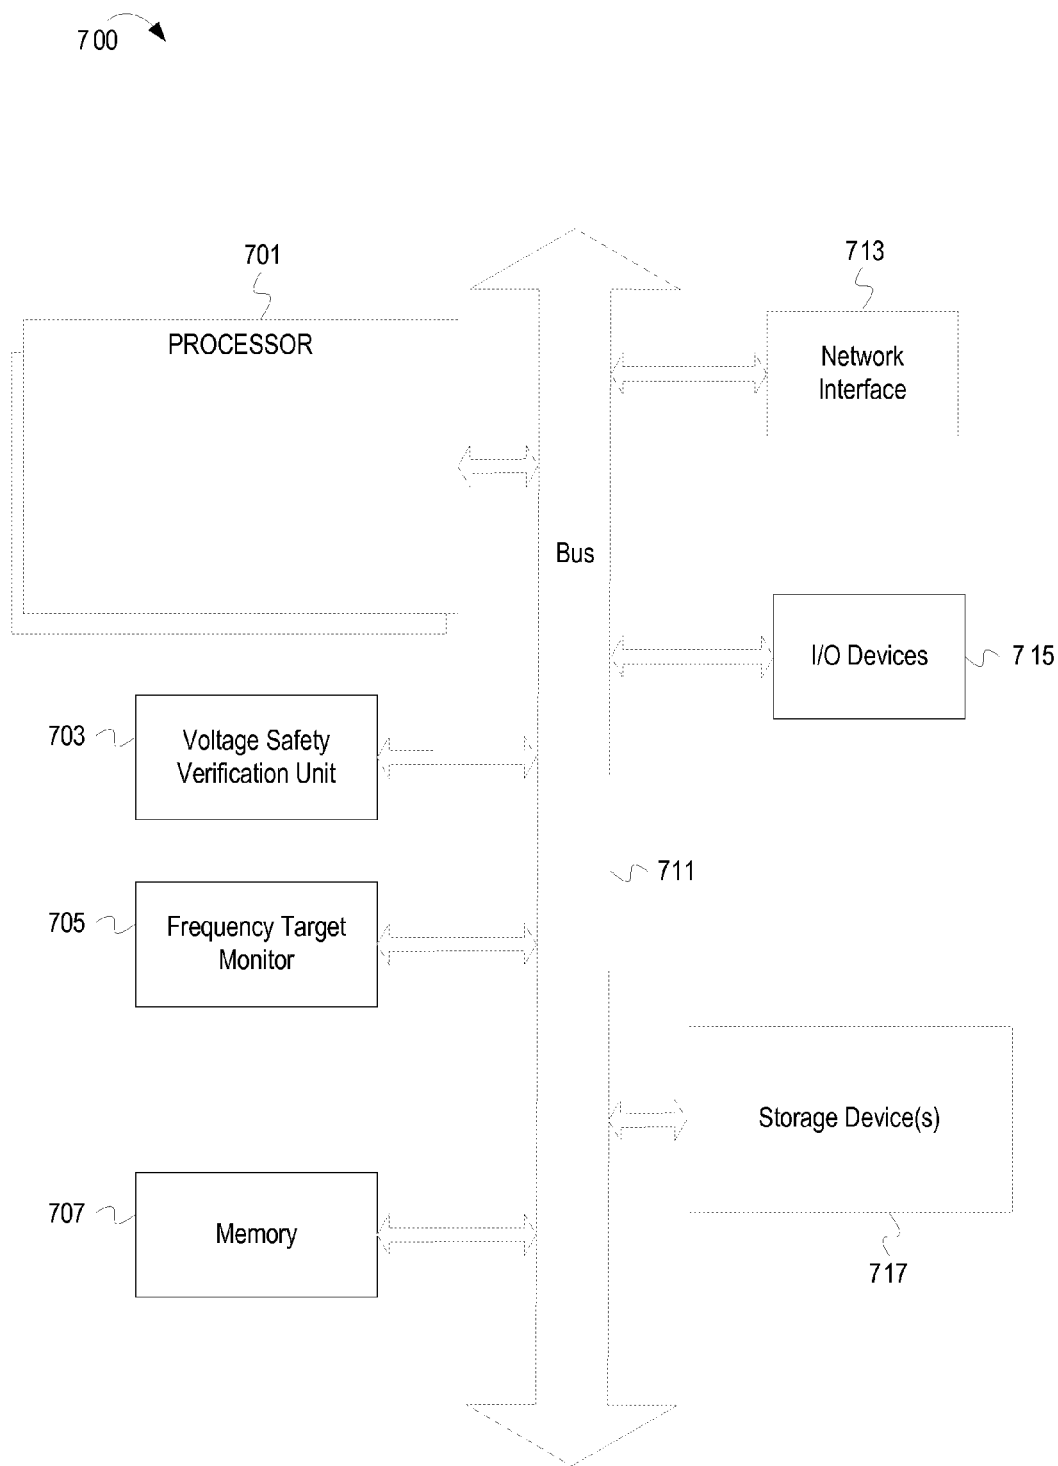 700
701
PROCESSOR
713
Network
Interface
Bus
I/O Devices
715
703
Voltage Safety
Verification Unit
711
705
Frequency Target
Monitor
Storage Device(s)
717
707
Memory